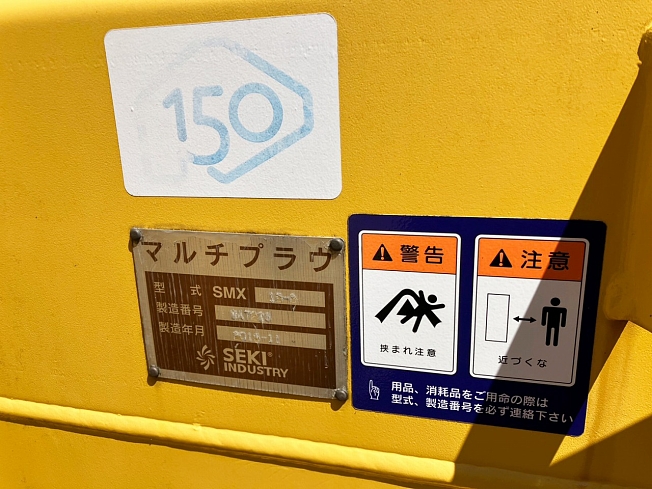 150
マルチプラウ
型 式 SMX
製造番号
製造年月
SEKI
INDUSTRY
警告
挟まれ注意
注意
近づくな
用品、消耗品をご用命の際は
型式、製造番号を必ず連絡下さい